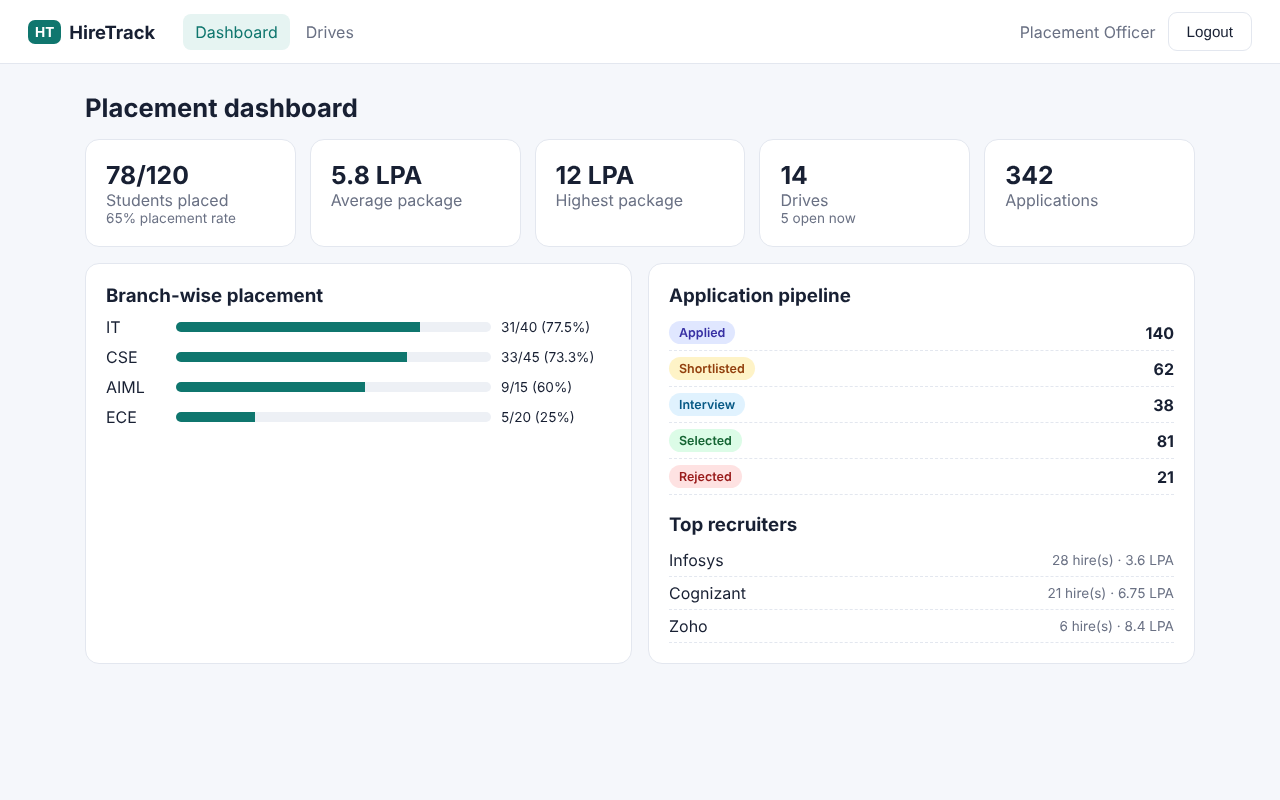 HT HireTrack Dashboard Drives Placement Officer Logout
Placement dashboard
78/120
Students placed
65% placement rate
5.8 LPA
Average package
12 LPA
Highest package
14
Drives
5 open now
342
Applications
Branch-wise placement
IT 31/40 (77.5%)
CSE 33/45 (73.3%)
AIML 9/15 (60%)
ECE 5/20 (25%)
Application pipeline
Applied 140
Shortlisted 62
Interview 38
Selected 81
Rejected 21
Top recruiters
Infosys 28 hire(s) · 3.6 LPA
Cognizant 21 hire(s) · 6.75 LPA
Zoho 6 hire(s) · 8.4 LPA